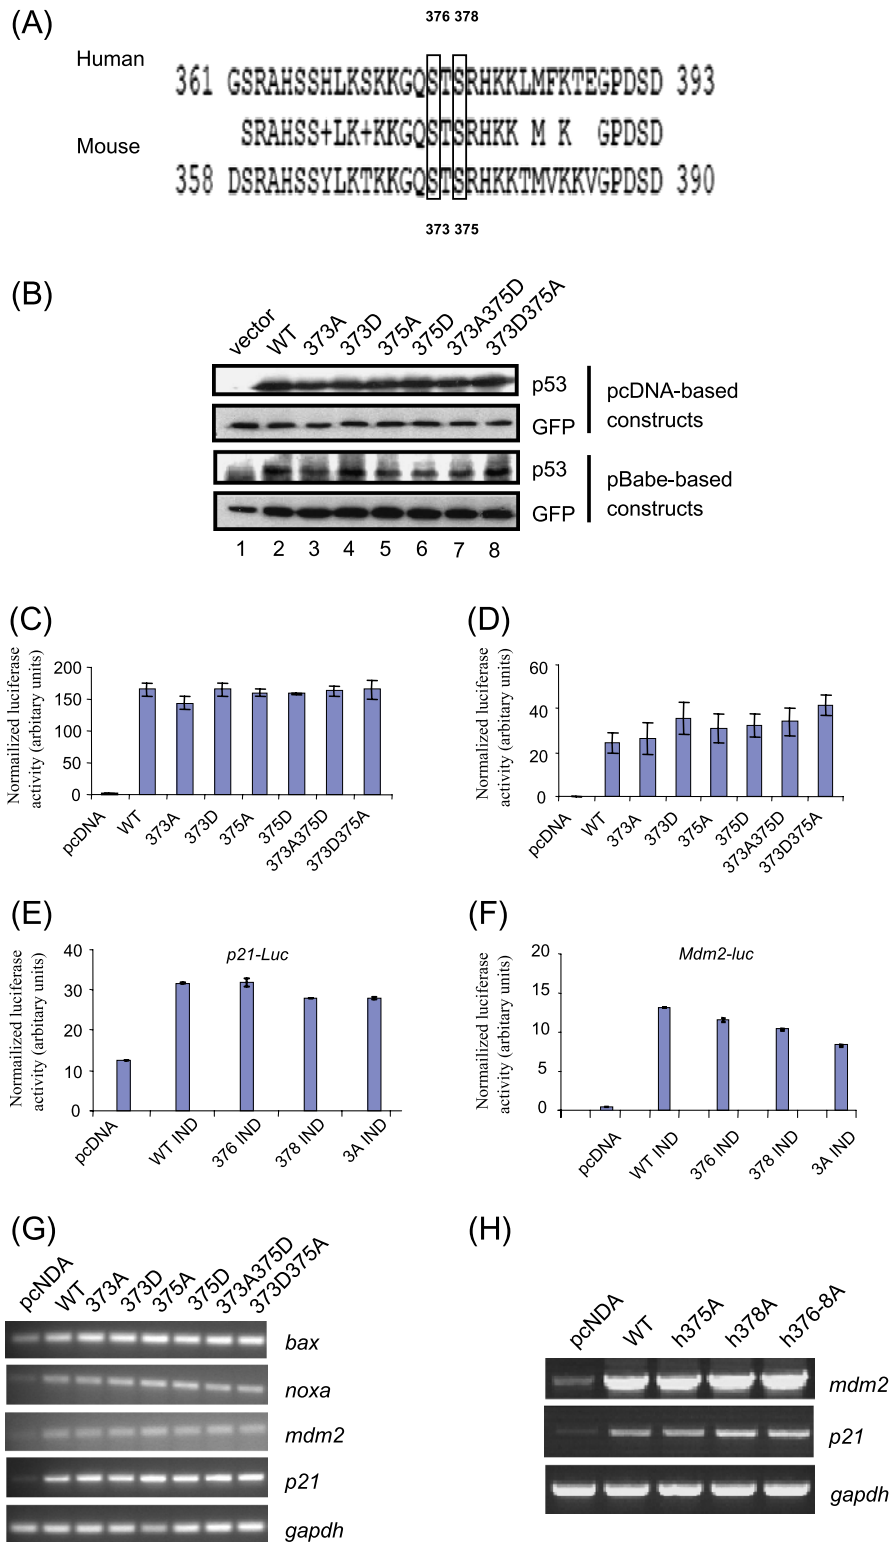 (A)
376 378
Human
361 GSRAHSSHLKSKKGQSTSRHKKLMFKTEGPDSD 393
SRAHSS+LK+KKGQSTSRHKK M K GPDSD
Mouse
358 DSRAHSSYLKTKKGQSTSRHKKTMVKKVGPDSD 390
373 375
(B)
vector WT 373A 373D 375A 375D 373A375D 373D375A
p53
GFP
pcDNA-based
constructs
p53
GFP
pBabe-based
constructs
1 2 3 4 5 6 7 8
(C)
Normailized luciferase
activity (arbitary units)
200
150
100
50
0
pcDNA WT 373A 373D 375A 375D 373A375D 373D375A
(D)
Normalized luciferase
activity (arbitary units)
60
40
20
0
pcDNA WT 373A 373D 375A 375D 373A375D 373D375A
(E)
p21-Luc
Normailized luciferase
activity (arbitary units)
40
30
20
10
0
pcDNA WT IND 376 IND 378 IND 3A IND
(F)
Mdm2-luc
Normailized luciferase
activity (arbitary units)
20
15
10
5
0
pcDNA WT IND 376 IND 378 IND 3A IND
(G)
pcNDA WT 373A 373D 375A 375D 373A375D 373D375A
bax
noxa
mdm2
p21
gapdh
(H)
pcNDA WT h375A h378A h376-8A
mdm2
p21
gapdh